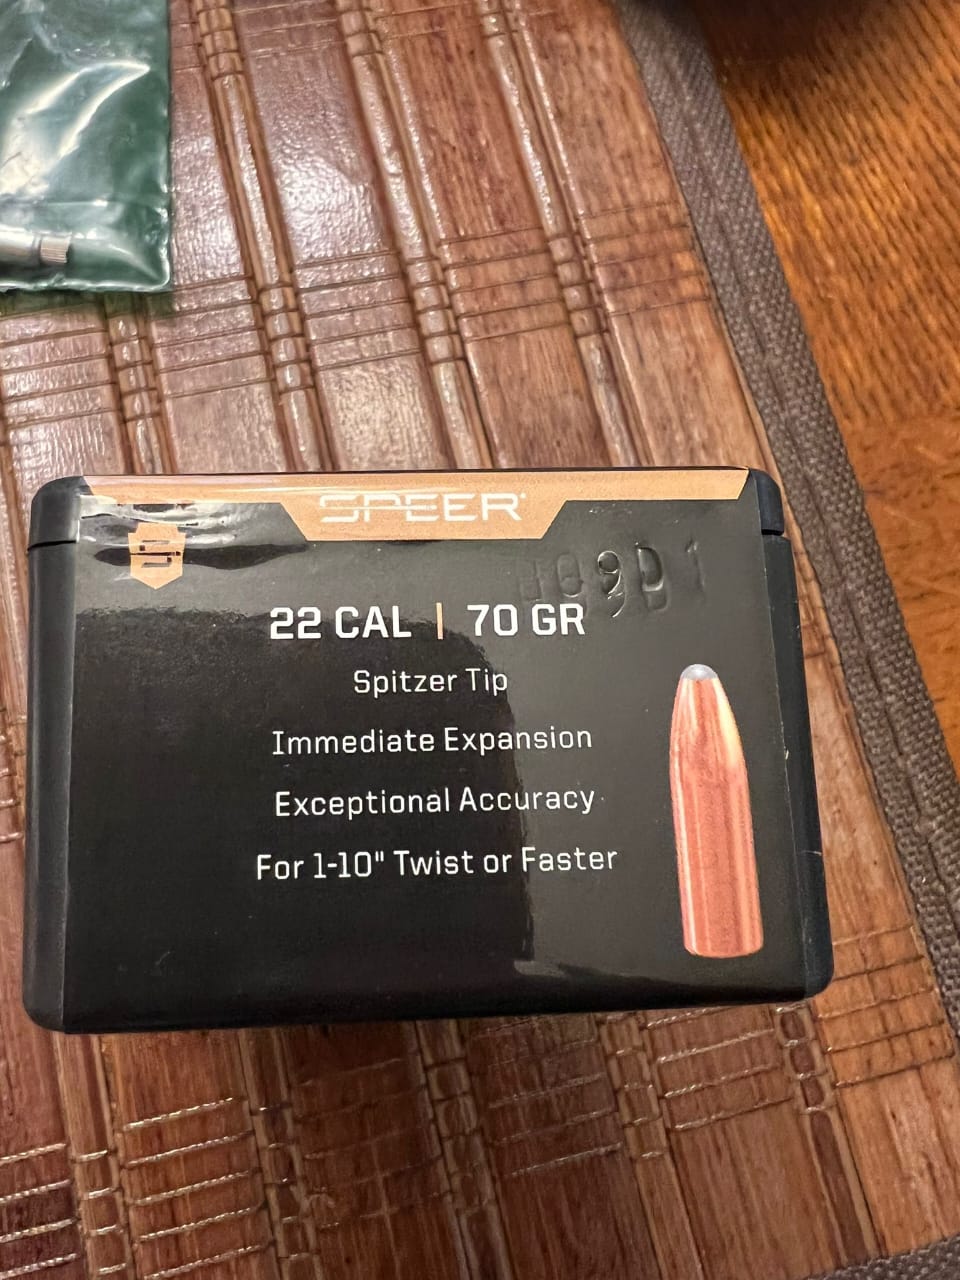 SPEER
22 CAL | 70 GR
Spitzer Tip
Immediate Expansion
Exceptional Accuracy
For 1-10" Twist or Faster